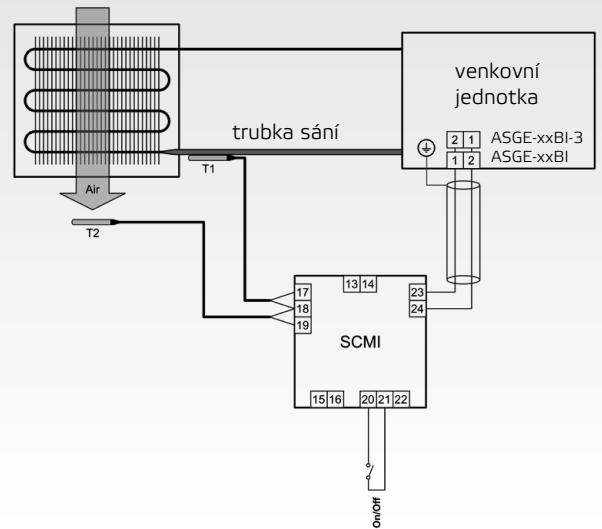 venkovní
jednotka
2 1 ASGE-xxBI-3
1 2 ASGE-xxBI
trubka sání
T1
Air
T2
13 14
17
18
19
23
24
SCMI
15 16
20 21 22
On/Off